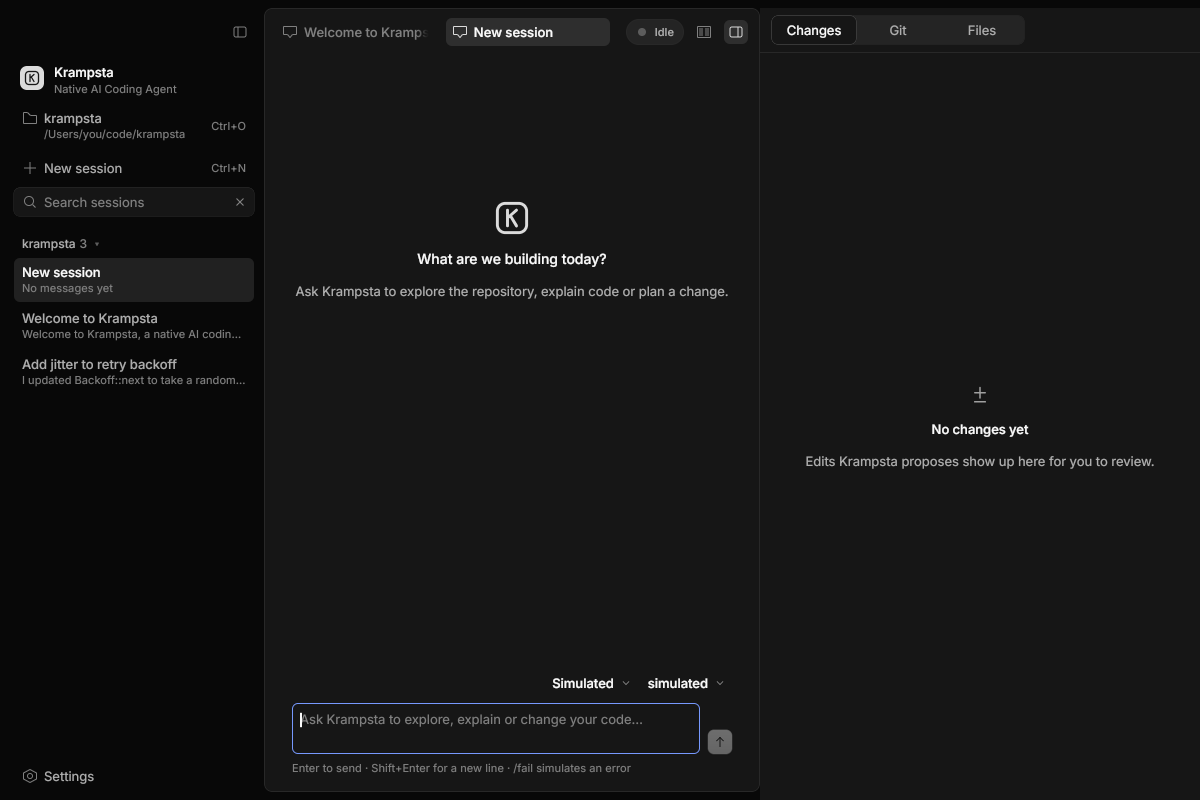 Krampsta
Native AI Coding Agent
krampsta
/Users/you/code/krampsta
Ctrl+O
New session
Ctrl+N
Search sessions
krampsta 3
New session
No messages yet
Welcome to Krampsta
Welcome to Krampsta, a native AI codin...
Add jitter to retry backoff
I updated Backoff::next to take a random...
Settings
Welcome to Kramps
New session
Idle
K
What are we building today?
Ask Krampsta to explore the repository, explain code or plan a change.
Simulated
simulated
Ask Krampsta to explore, explain or change your code...
Enter to send · Shift+Enter for a new line · /fail simulates an error
Changes
Git
Files
No changes yet
Edits Krampsta proposes show up here for you to review.